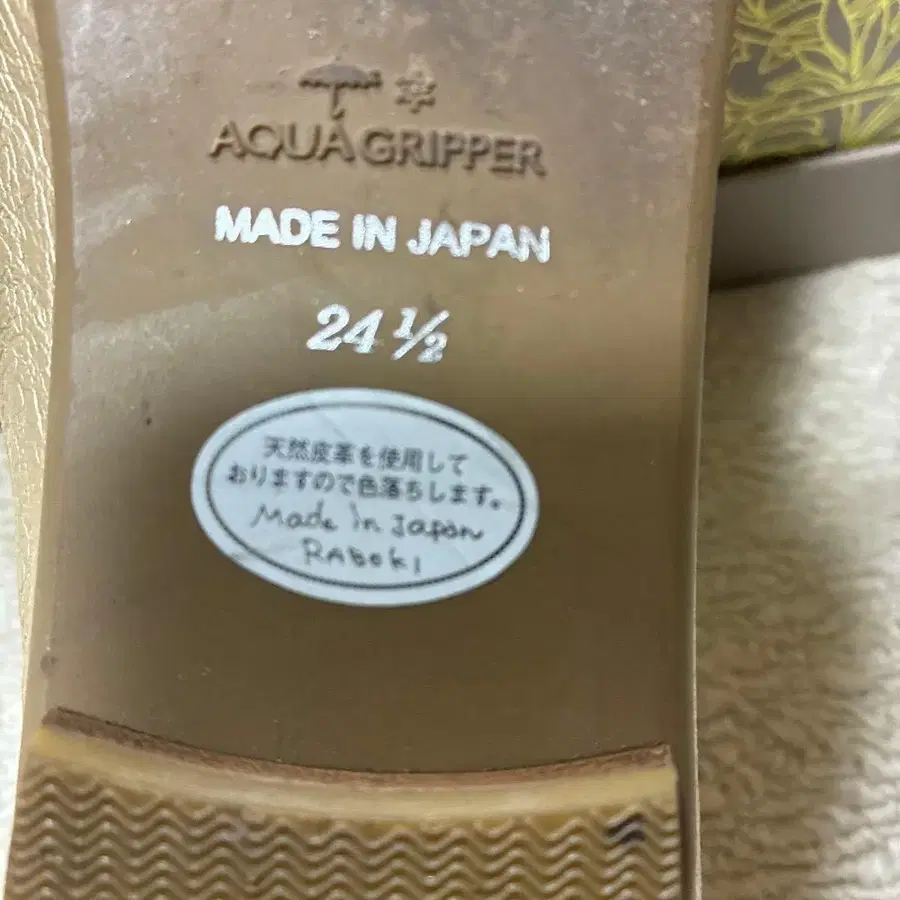 AQUA GRIPPER
MADE IN JAPAN
24 ½
天然皮革を使用して
おりますので色落ちします。
Made in Japan
RABOKI